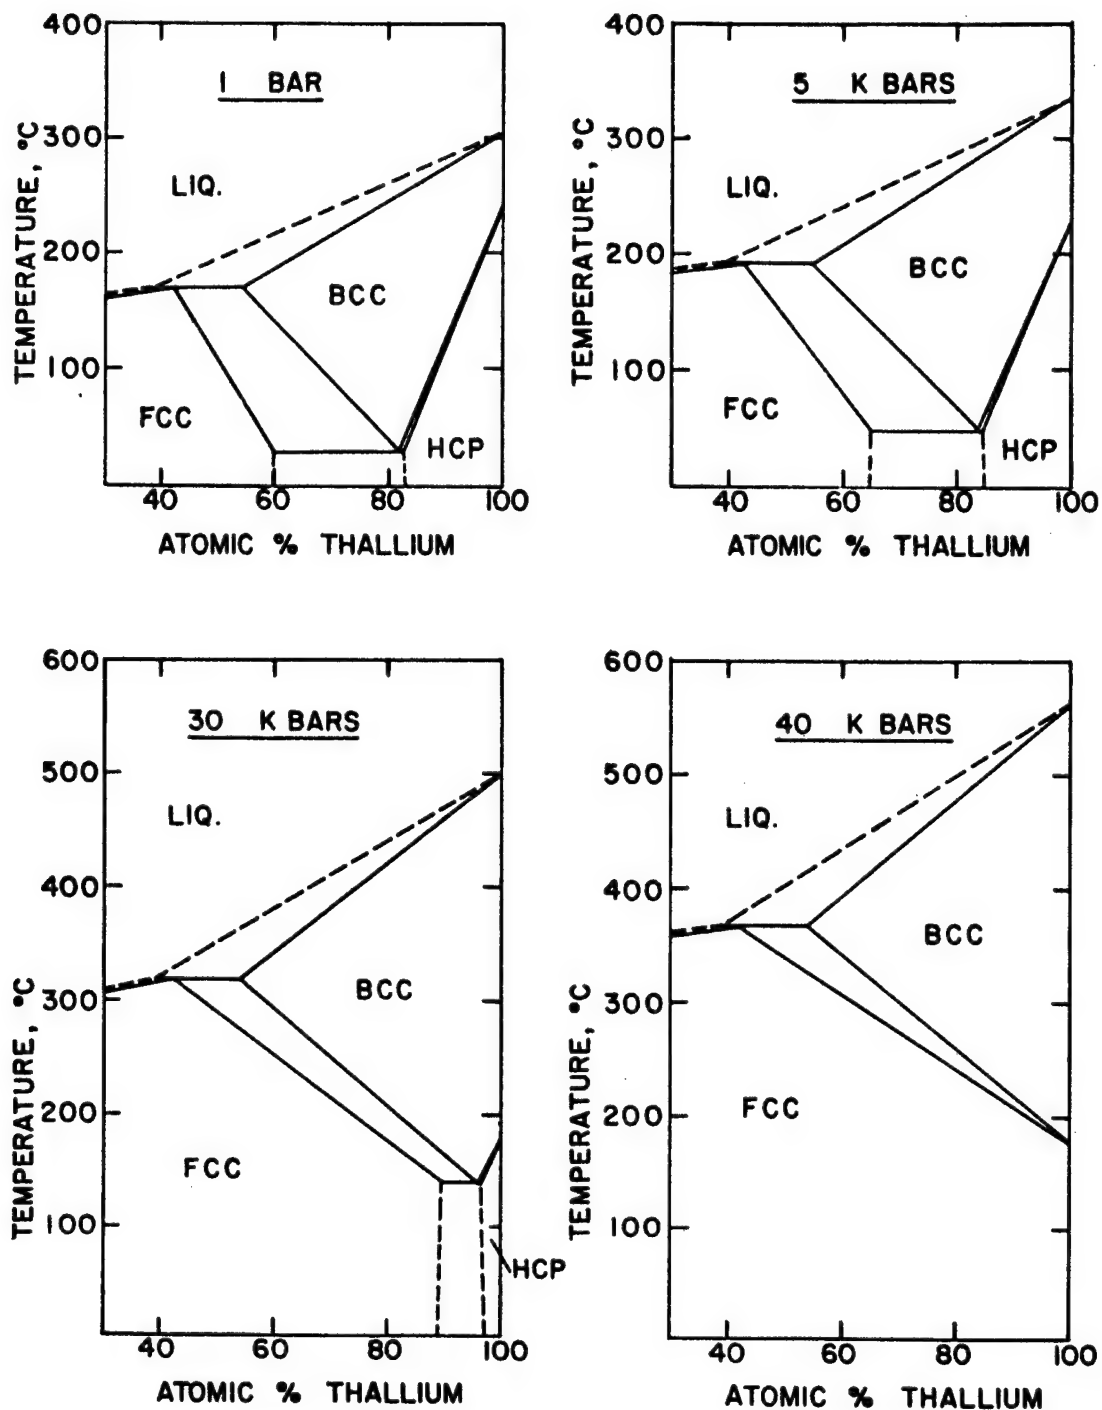 1 BAR
400
300
200
100
TEMPERATURE, °C
LIQ.
BCC
FCC
HCP
40 60 80 100
ATOMIC % THALLIUM
5 K BARS
400
300
200
100
TEMPERATURE, °C
LIQ.
BCC
FCC
HCP
40 60 80 100
ATOMIC % THALLIUM
30 K BARS
600
500
400
300
200
100
TEMPERATURE, °C
LIQ.
BCC
FCC
HCP
40 60 80 100
ATOMIC % THALLIUM
40 K BARS
600
500
400
300
200
100
TEMPERATURE, °C
LIQ.
BCC
FCC
40 60 80 100
ATOMIC % THALLIUM